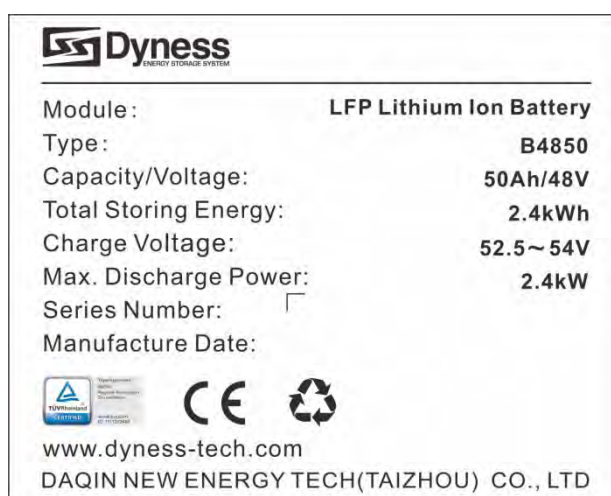 Dyness
ENERGY STORAGE SYSTEM
Module: LFP Lithium Ion Battery
Type: B4850
Capacity/Voltage: 50Ah/48V
Total Storing Energy: 2.4kWh
Charge Voltage: 52.5~54V
Max. Discharge Power: 2.4kW
Series Number:
Manufacture Date:
TÜVRheinland
CERTIFIED
CE
www.dyness-tech.com
DAQIN NEW ENERGY TECH(TAIZHOU) CO., LTD